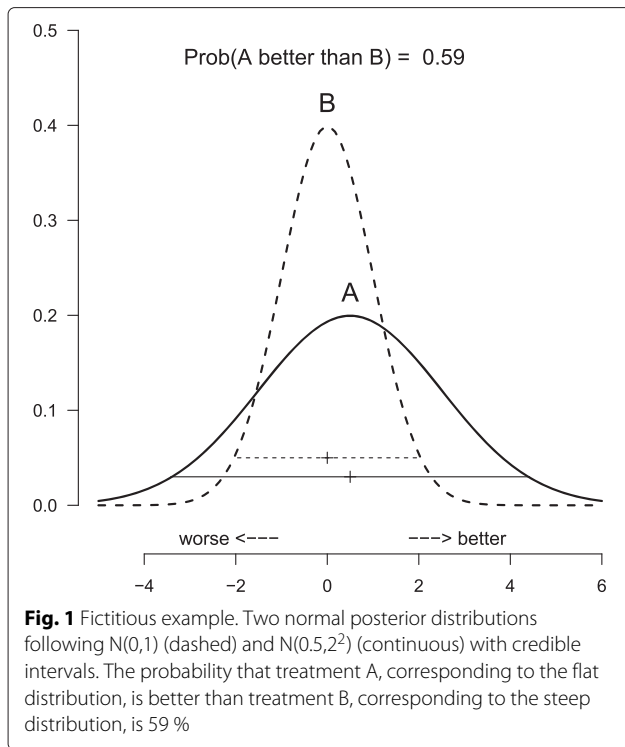 0.5
Prob(A better than B) = 0.59
B
0.4
0.3
A
0.2
0.1
0.0
worse <––– –––> better
−4 −2 0 2 4 6
Fig. 1 Fictitious example. Two normal posterior distributions
following N(0,1) (dashed) and N(0.5,2²) (continuous) with credible
intervals. The probability that treatment A, corresponding to the flat
distribution, is better than treatment B, corresponding to the steep
distribution, is 59 %